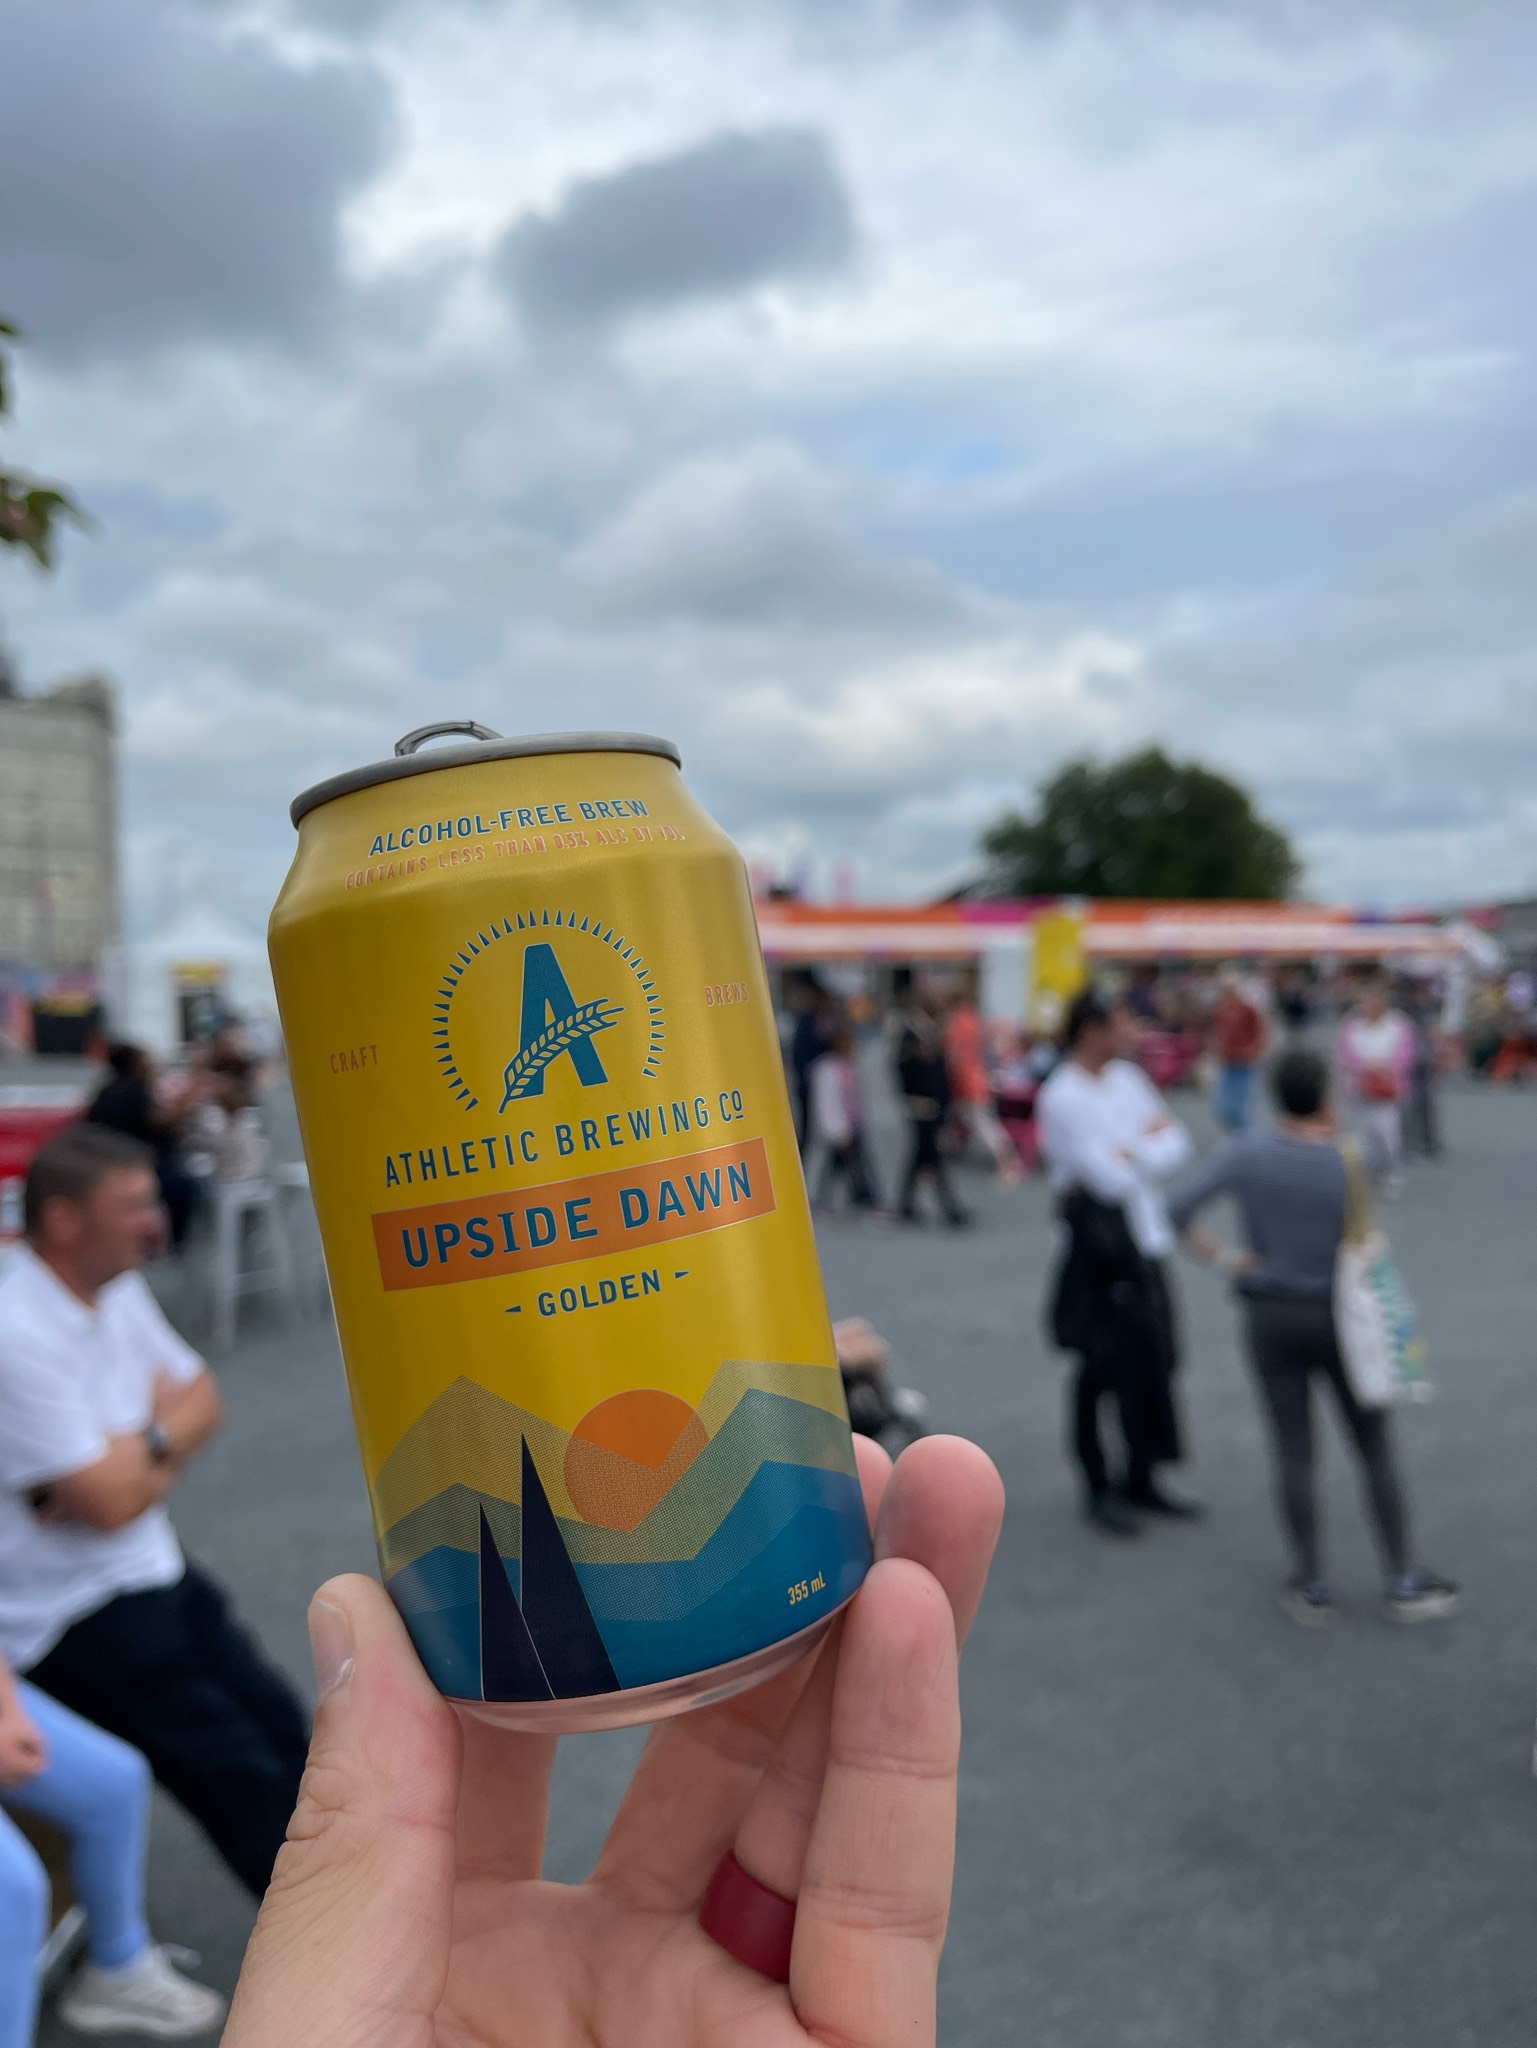 ALCOHOL-FREE BREW
CONTAINS LESS THAN 0.5% ALC BY VOL
A
CRAFT BREWS
ATHLETIC BREWING Cº
UPSIDE DAWN
GOLDEN
355 mL